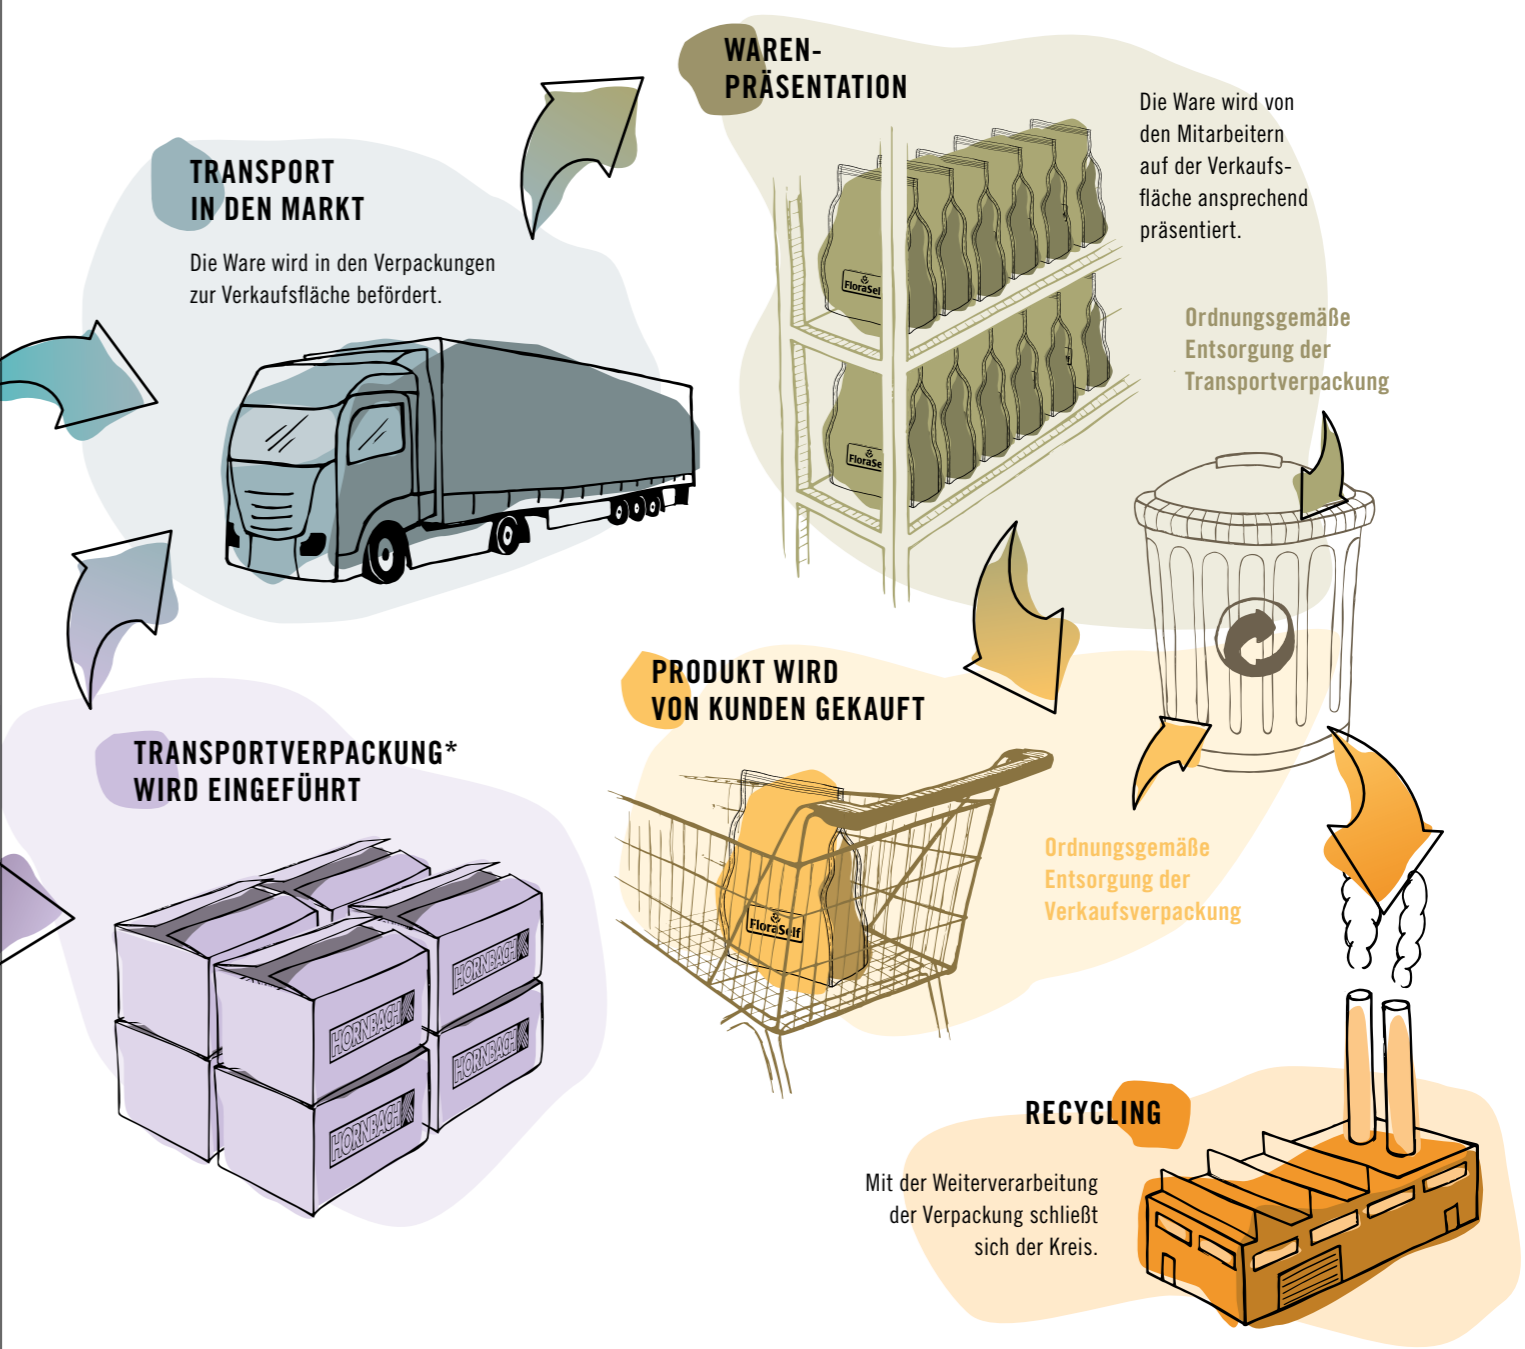 WAREN-
PRÄSENTATION
Die Ware wird von
den Mitarbeitern
auf der Verkaufs-
fläche ansprechend
präsentiert.
TRANSPORT
IN DEN MARKT
Die Ware wird in den Verpackungen
zur Verkaufsfläche befördert.
FloraSel
FloraSe
Ordnungsgemäße
Entsorgung der
Transportverpackung
PRODUKT WIRD
VON KUNDEN GEKAUFT
FloraSelf
TRANSPORTVERPACKUNG*
WIRD EINGEFÜHRT
HORNBACH
HORNBACH
HORNBACH
HORNBACH
Ordnungsgemäße
Entsorgung der
Verkaufsverpackung
RECYCLING
Mit der Weiterverarbeitung
der Verpackung schließt
sich der Kreis.